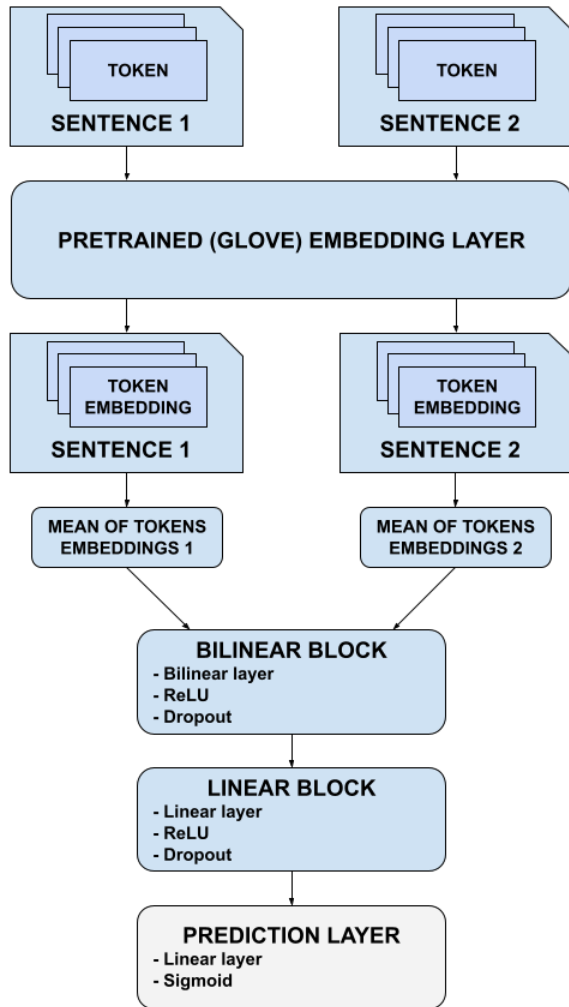 TOKEN
SENTENCE 1
TOKEN
SENTENCE 2
PRETRAINED (GLOVE) EMBEDDING LAYER
TOKEN
EMBEDDING
SENTENCE 1
TOKEN
EMBEDDING
SENTENCE 2
MEAN OF TOKENS
EMBEDDINGS 1
MEAN OF TOKENS
EMBEDDINGS 2
BILINEAR BLOCK
- Bilinear layer
- ReLU
- Dropout
LINEAR BLOCK
- Linear layer
- ReLU
- Dropout
PREDICTION LAYER
- Linear layer
- Sigmoid